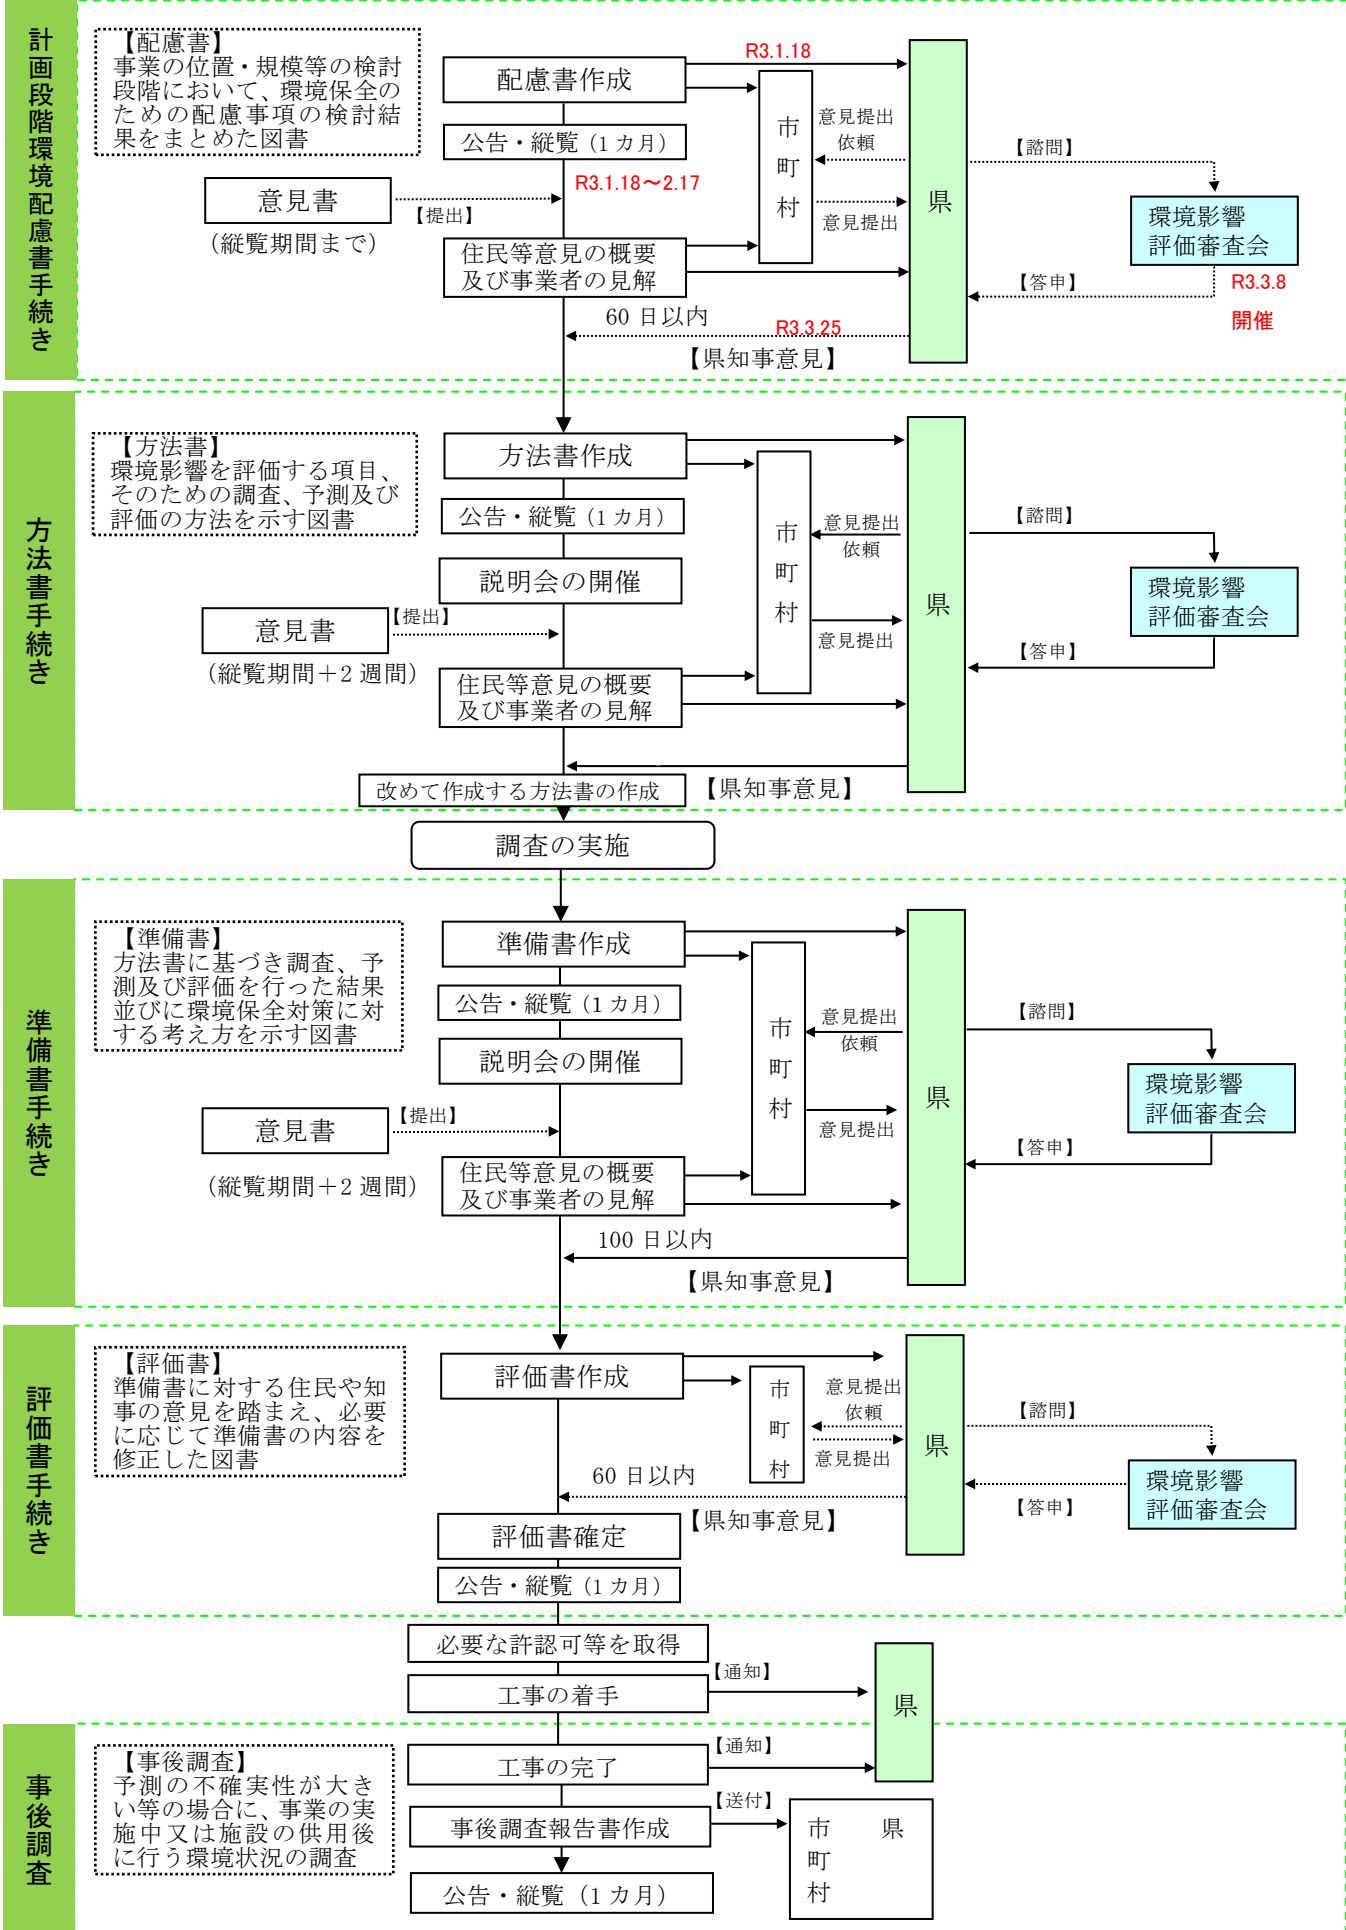 計画段階環境配慮書手続き
【配慮書】
事業の位置・規模等の検討
段階において、環境保全の
ための配慮事項の検討結
果をまとめた図書
配慮書作成
R3.1.18
公告・縦覧（1カ月）
R3.1.18～2.17
意見書
【提出】
（縦覧期間まで）
住民等意見の概要
及び事業者の見解
市町村
意見提出
依頼
意見提出
県
【諮問】
環境影響
評価審査会
【答申】
R3.3.8
開催
60日以内
R3.3.25
【県知事意見】
方法書手続き
【方法書】
環境影響を評価する項目、
そのための調査、予測及び
評価の方法を示す図書
方法書作成
公告・縦覧（1カ月）
説明会の開催
意見書
【提出】
（縦覧期間＋2週間）
住民等意見の概要
及び事業者の見解
市町村
意見提出
依頼
意見提出
県
【諮問】
環境影響
評価審査会
【答申】
【県知事意見】
改めて作成する方法書の作成
調査の実施
準備書手続き
【準備書】
方法書に基づき調査、予
測及び評価を行った結果
並びに環境保全対策に対
する考え方を示す図書
準備書作成
公告・縦覧（1カ月）
説明会の開催
意見書
【提出】
（縦覧期間＋2週間）
住民等意見の概要
及び事業者の見解
市町村
意見提出
依頼
意見提出
県
【諮問】
環境影響
評価審査会
【答申】
100日以内
【県知事意見】
評価書手続き
【評価書】
準備書に対する住民や知
事の意見を踏まえ、必要
に応じて準備書の内容を
修正した図書
評価書作成
市町村
意見提出
依頼
意見提出
県
【諮問】
環境影響
評価審査会
【答申】
60日以内
【県知事意見】
評価書確定
公告・縦覧（1カ月）
必要な許認可等を取得
工事の着手
【通知】
県
事後調査
【事後調査】
予測の不確実性が大き
い等の場合に、事業の実
施中又は施設の供用後
に行う環境状況の調査
工事の完了
【通知】
事後調査報告書作成
【送付】
市町村
県
公告・縦覧（1カ月）